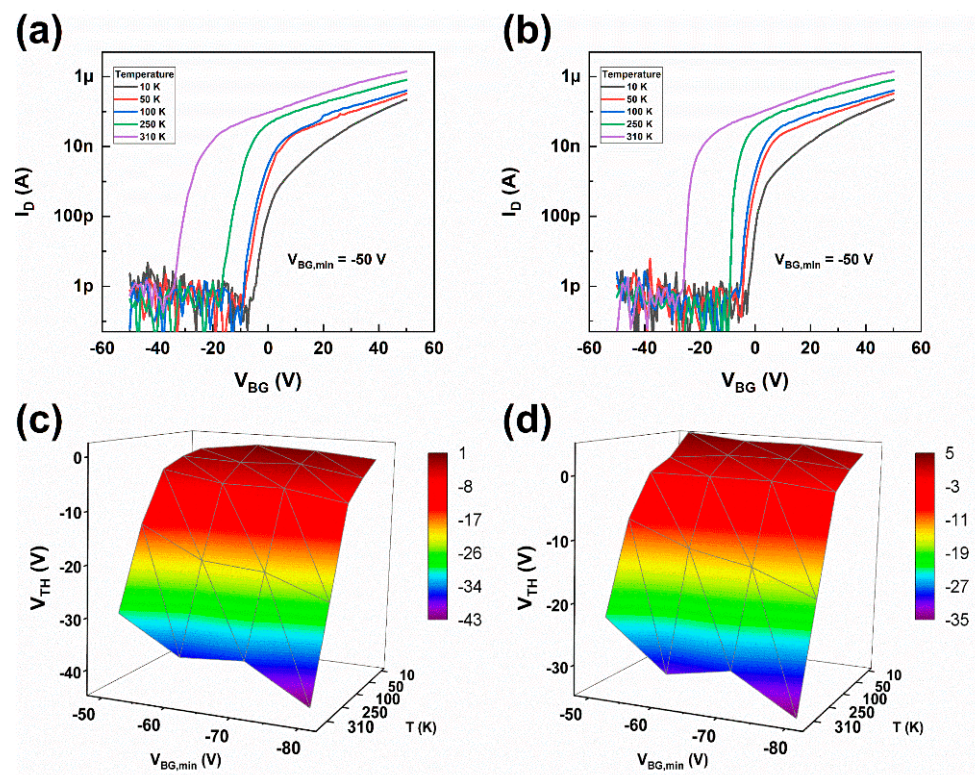 (a)
Temperature
10 K
50 K
100 K
250 K
310 K
1μ
10n
100p
1p
I_D (A)
V_BG,min = -50 V
-60 -40 -20 0 20 40 60
V_BG (V)
(b)
Temperature
10 K
50 K
100 K
250 K
310 K
1μ
10n
100p
1p
I_D (A)
V_BG,min = -50 V
-60 -40 -20 0 20 40 60
V_BG (V)
(c)
0
-10
-20
-30
-40
V_TH (V)
-50
-60
-70
-80
V_BG,min (V)
10
50
100
250
310
T (K)
1
-8
-17
-26
-34
-43
(d)
0
-10
-20
-30
V_TH (V)
-50
-60
-70
-80
V_BG,min (V)
10
50
100
250
310
T (K)
5
-3
-11
-19
-27
-35